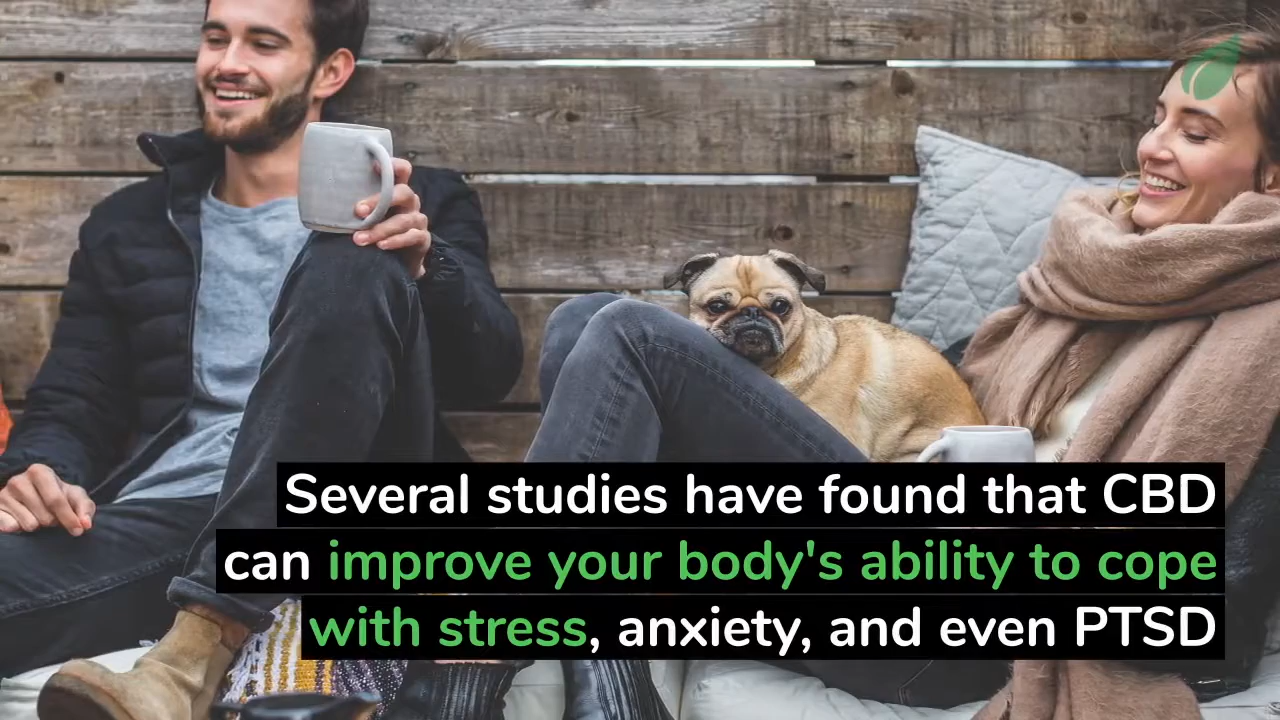 Several studies have found that CBD
can improve your body's ability to cope
with stress, anxiety, and even PTSD